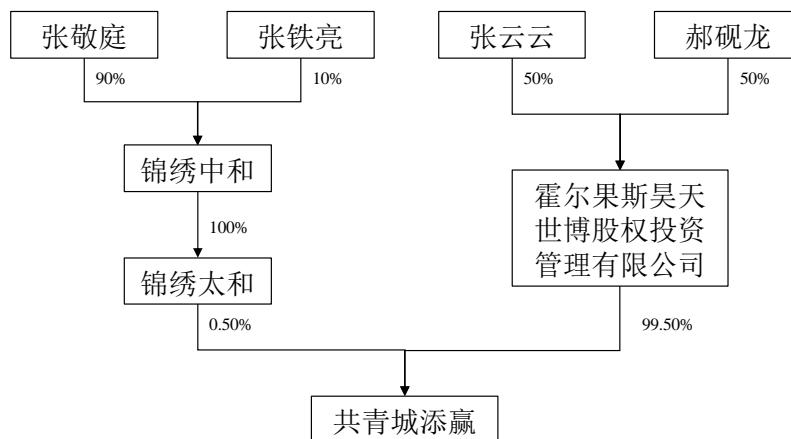 张敬庭
张铁亮
张云云
郝砚龙
90%
10%
50%
50%
锦绣中和
霍尔果斯昊天
世博股权投资
管理有限公司
100%
锦绣太和
0.50%
99.50%
共青城添赢